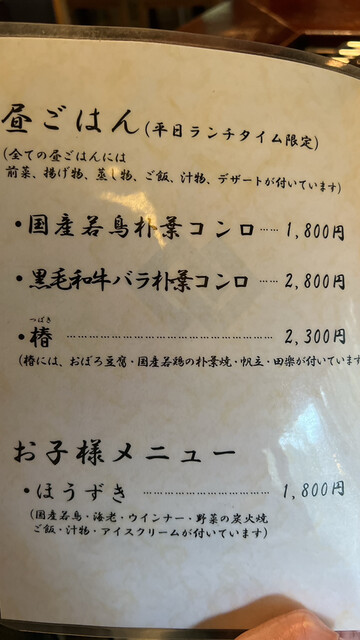 昼ごはん(平日ランチタイム限定)
(全ての昼ごはんには
前菜、揚げ物、蒸し物、ご飯、汁物、デザートが付いています)
・国産若鳥朴葉コンロ……1,800円
・黒毛和牛バラ朴葉コンロ……2,800円
つばき
・椿……………………………2,300円
(椿には、おぼろ豆腐・国産若鶏の朴葉焼・帆立・田楽が付いています
お子様メニュー
・ほうずき……………………1,800円
(国産若鳥・海老・ウインナー・野菜の炭火焼
ご飯・汁物・アイスクリームが付いています)